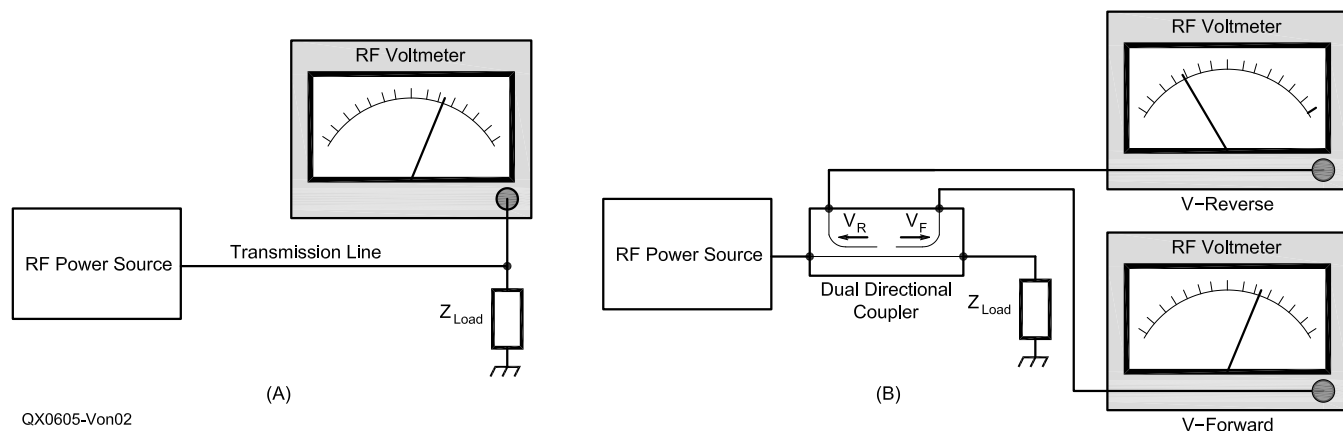 RF Voltmeter
RF Power Source
Transmission Line
Z Load
(A)
QX0605-Von02
RF Voltmeter
V−Reverse
RF Power Source
V R
V F
Dual Directional
Coupler
Z Load
(B)
RF Voltmeter
V−Forward